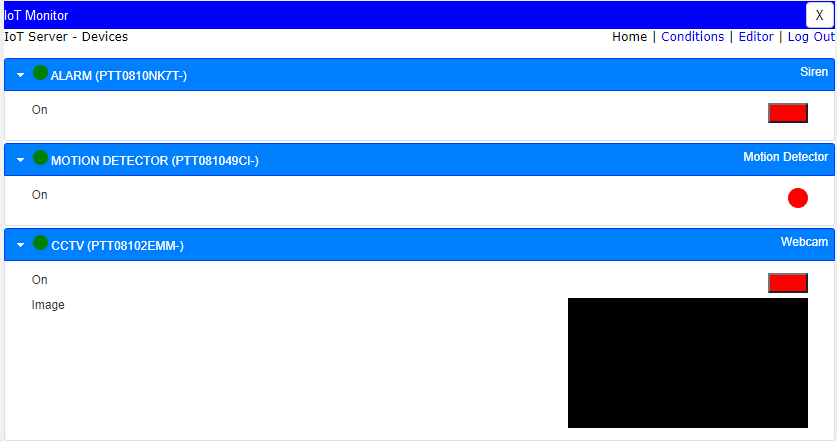 IoT Monitor X
IoT Server - Devices Home | Conditions | Editor | Log Out
ALARM (PTT0810NK7T-) Siren
On
MOTION DETECTOR (PTT081049CI-) Motion Detector
On
CCTV (PTT08102EMM-) Webcam
On
Image